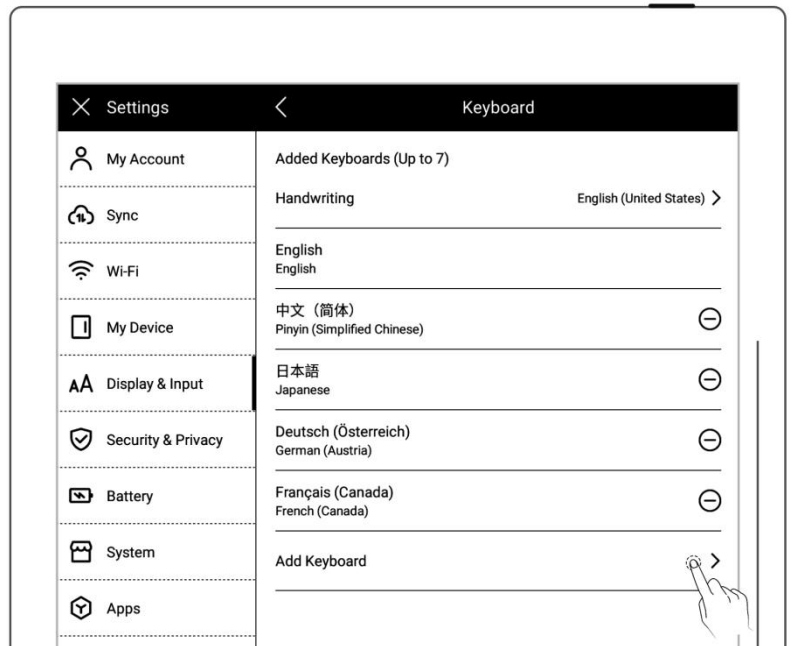 Settings
Keyboard
My Account
Sync
Wi-Fi
My Device
Display & Input
Security & Privacy
Battery
System
Apps
Added Keyboards (Up to 7)
Handwriting English (United States)
English
English
中文（简体）
Pinyin (Simplified Chinese)
日本語
Japanese
Deutsch (Österreich)
German (Austria)
Français (Canada)
French (Canada)
Add Keyboard